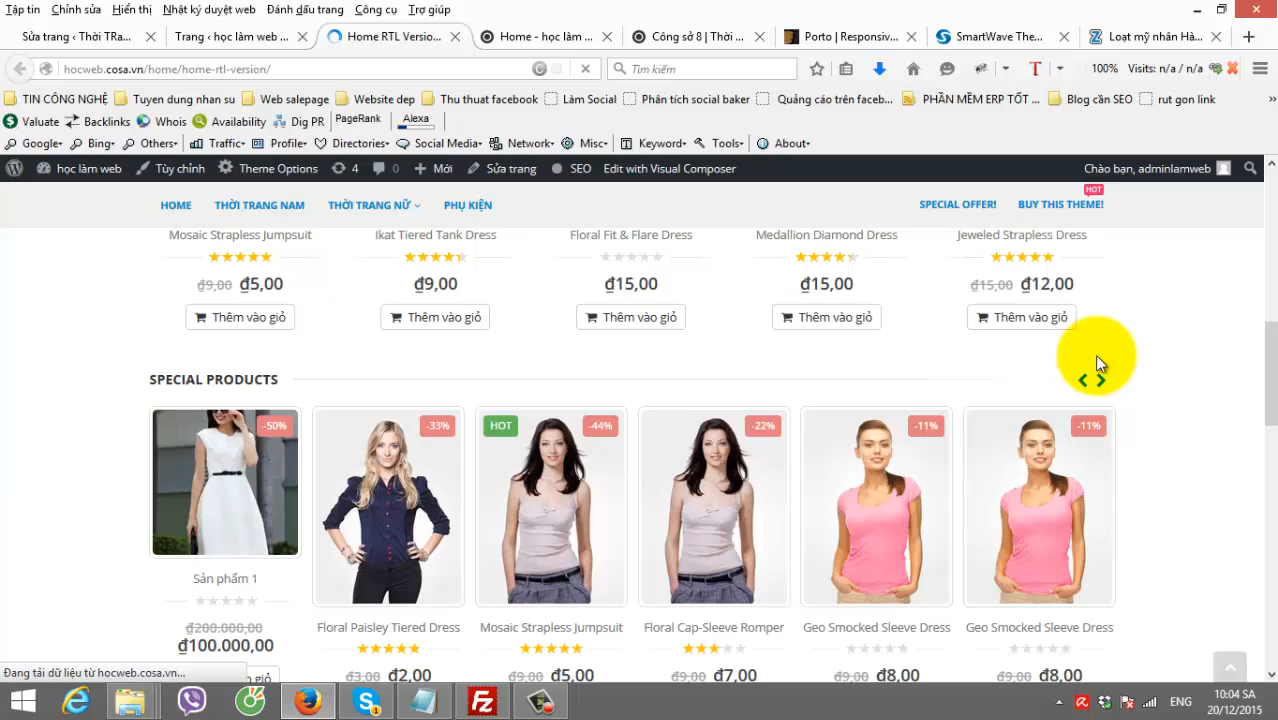 Tập tin Chỉnh sửa Hiển thị Nhật ký duyệt web Đánh dấu trang Công cụ Trợ giúp
Sửa trang ‹ Thời TRa... Trang ‹ học làm web ... Home RTL Versio... Home - học làm ... Công sở 8 | Thời ... Porto | Responsiv... SmartWave The... Loạt mỹ nhân Hà...
hocweb.cosa.vn/home/home-rtl-version/ Tìm kiếm 100% Visits: n/a / n/a
TIN CÔNG NGHỆ Tuyen dung nhan su Web salepage Website dep Thu thuat facebook Làm Social Phân tích social baker Quảng cáo trên faceb... PHẦN MỀM ERP TỐT ... Blog cần SEO rut gon link »
Valuate Backlinks Whois Availability Dig PR PageRank Alexa
Google Bing Others Traffic Profile Directories Social Media Network Misc Keyword Tools About
học làm web Tùy chỉnh Theme Options 4 0 Mới Sửa trang SEO Edit with Visual Composer Chào bạn, adminlamweb
HOT
HOME THỜI TRANG NAM THỜI TRANG NỮ PHỤ KIỆN SPECIAL OFFER! BUY THIS THEME!
Mosaic Strapless Jumpsuit Ikat Tiered Tank Dress Floral Fit & Flare Dress Medallion Diamond Dress Jeweled Strapless Dress
₫9,00 ₫5,00 ₫9,00 ₫15,00 ₫15,00 ₫15,00 ₫12,00
Thêm vào giỏ Thêm vào giỏ Thêm vào giỏ Thêm vào giỏ Thêm vào giỏ
SPECIAL PRODUCTS
-50% -33% HOT -44% -22% -11% -11%
Sản phẩm 1
Floral Paisley Tiered Dress Mosaic Strapless Jumpsuit Floral Cap-Sleeve Romper Geo Smocked Sleeve Dress Geo Smocked Sleeve Dress
₫200.000,00
₫100.000,00
₫3,00 ₫2,00 ₫9,00 ₫5,00 ₫9,00 ₫7,00 ₫9,00 ₫8,00 ₫9,00 ₫8,00
Đang tải dữ liệu từ hocweb.cosa.vn... giỏ
ENG 10:04 SA
20/12/2015